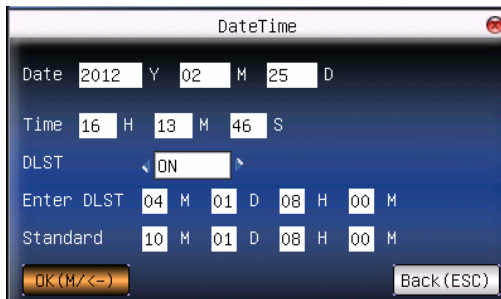 DateTime
Date 2012 Y 02 M 25 D
Time 16 H 13 M 46 S
DLST ON
Enter DLST 04 M 01 D 08 H 00 M
Standard 10 M 01 D 08 H 00 M
OK(M/<-) Back(ESC)